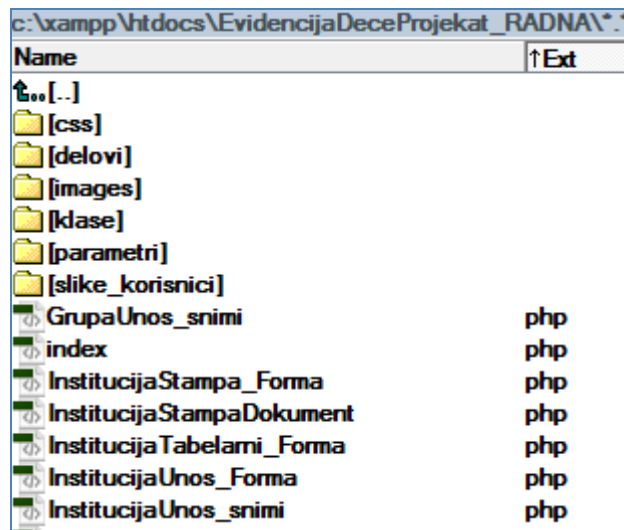 c:\xampp\htdocs\EvidencijaDeceProjekat_RADNA\*.*
Name ↑Ext
[..]
[css]
[delovi]
[images]
[klase]
[parametri]
[slike_korisnici]
GrupaUnos_snimi php
index php
InstitucijaStampa_Forma php
InstitucijaStampaDokument php
InstitucijaTabelarni_Forma php
InstitucijaUnos_Forma php
InstitucijaUnos_snimi php